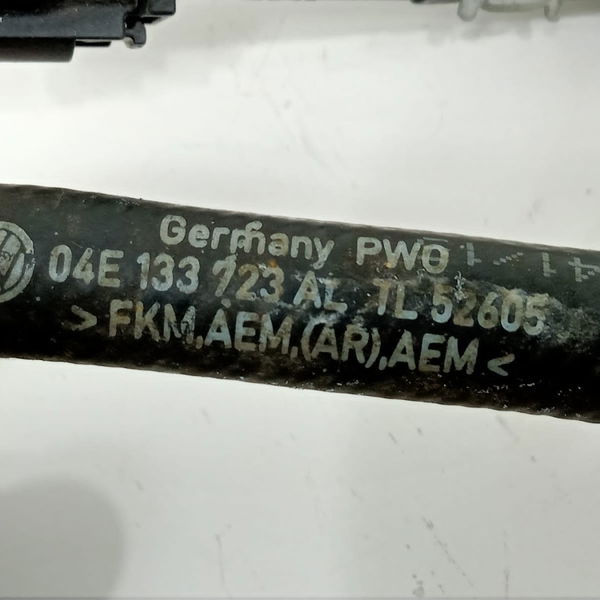 Germany PWO
04E 133 723 AL TL 52605
>FKM,AEM,(AR),AEM<